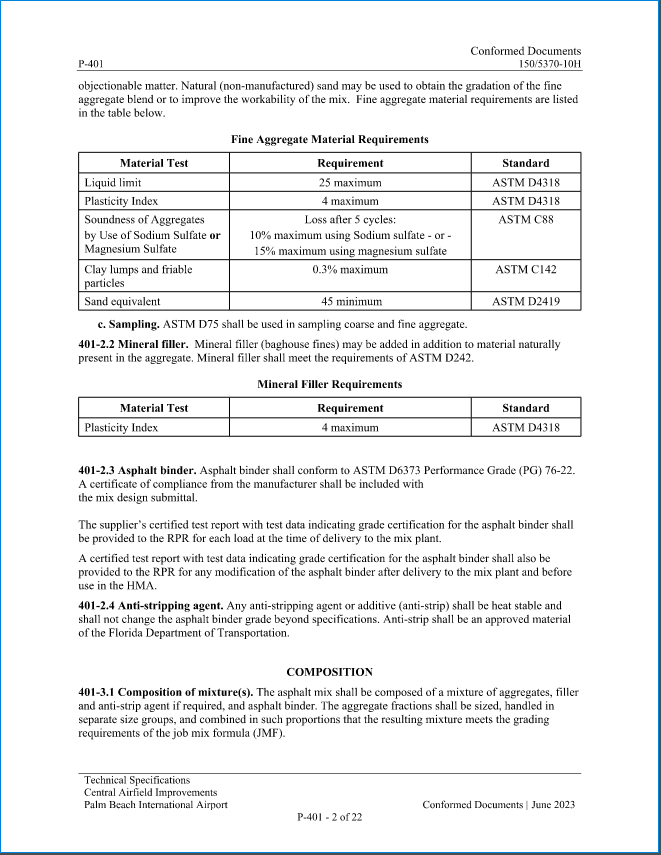 Conformed Documents
P-401 150/5370-10H
objectionable matter. Natural (non-manufactured) sand may be used to obtain the gradation of the fine
aggregate blend or to improve the workability of the mix. Fine aggregate material requirements are listed
in the table below.
Fine Aggregate Material Requirements
Material Test Requirement Standard
Liquid limit 25 maximum ASTM D4318
Plasticity Index 4 maximum ASTM D4318
Soundness of Aggregates Loss after 5 cycles: ASTM C88
by Use of Sodium Sulfate or 10% maximum using Sodium sulfate - or -
Magnesium Sulfate 15% maximum using magnesium sulfate
Clay lumps and friable 0.3% maximum ASTM C142
particles
Sand equivalent 45 minimum ASTM D2419
c. Sampling. ASTM D75 shall be used in sampling coarse and fine aggregate.
401-2.2 Mineral filler. Mineral filler (baghouse fines) may be added in addition to material naturally
present in the aggregate. Mineral filler shall meet the requirements of ASTM D242.
Mineral Filler Requirements
Material Test Requirement Standard
Plasticity Index 4 maximum ASTM D4318
401-2.3 Asphalt binder. Asphalt binder shall conform to ASTM D6373 Performance Grade (PG) 76-22.
A certificate of compliance from the manufacturer shall be included with
the mix design submittal.
The supplier’s certified test report with test data indicating grade certification for the asphalt binder shall
be provided to the RPR for each load at the time of delivery to the mix plant.
A certified test report with test data indicating grade certification for the asphalt binder shall also be
provided to the RPR for any modification of the asphalt binder after delivery to the mix plant and before
use in the HMA.
401-2.4 Anti-stripping agent. Any anti-stripping agent or additive (anti-strip) shall be heat stable and
shall not change the asphalt binder grade beyond specifications. Anti-strip shall be an approved material
of the Florida Department of Transportation.
COMPOSITION
401-3.1 Composition of mixture(s). The asphalt mix shall be composed of a mixture of aggregates, filler
and anti-strip agent if required, and asphalt binder. The aggregate fractions shall be sized, handled in
separate size groups, and combined in such proportions that the resulting mixture meets the grading
requirements of the job mix formula (JMF).
Technical Specifications
Central Airfield Improvements
Palm Beach International Airport Conformed Documents | June 2023
P-401 - 2 of 22